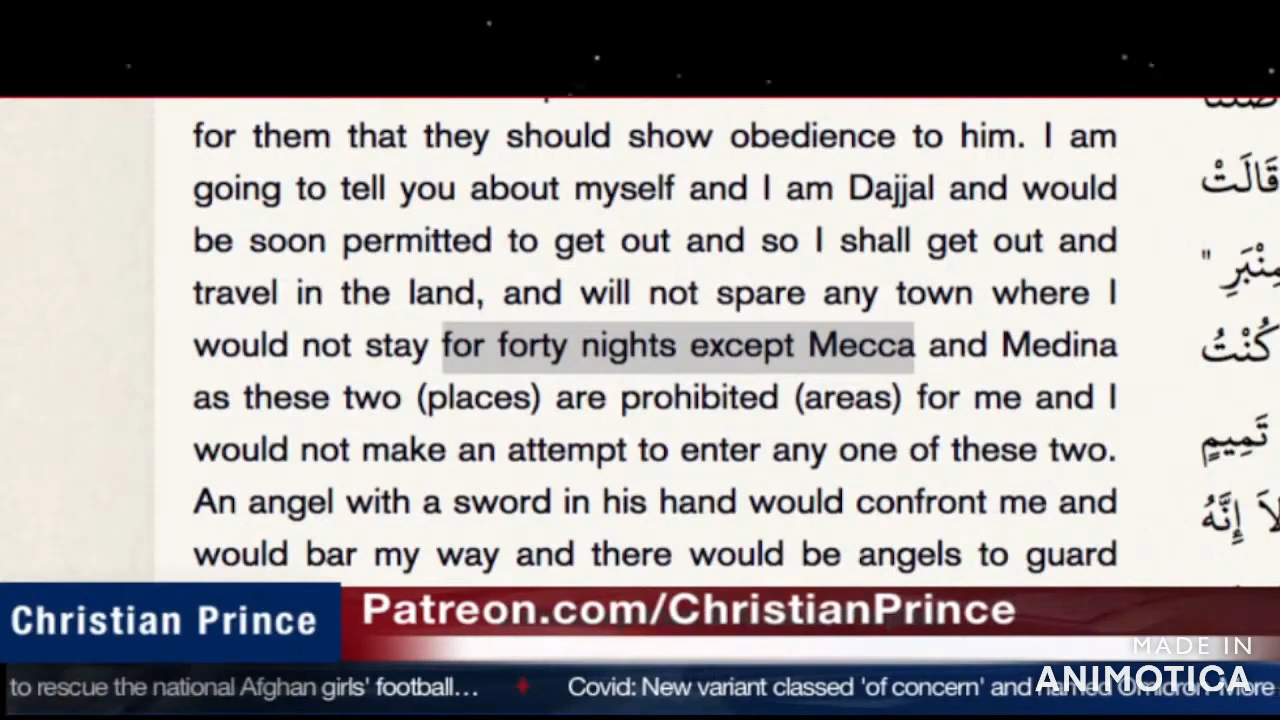 for them that they should show obedience to him. I am
going to tell you about myself and I am Dajjal and would
be soon permitted to get out and so I shall get out and
travel in the land, and will not spare any town where I
would not stay for forty nights except Mecca and Medina
as these two (places) are prohibited (areas) for me and I
would not make an attempt to enter any one of these two.
An angel with a sword in his hand would confront me and
would bar my way and there would be angels to guard
قَالَتْ
"
كُنْتُ
تَمِيمٍ
إِنَّهُ
Christian Prince
Patreon.com/ChristianPrince
MADE IN
ANIMOTICA
to rescue the national Afghan girls' football... Covid: New variant classed 'of concern' and named Omicron More